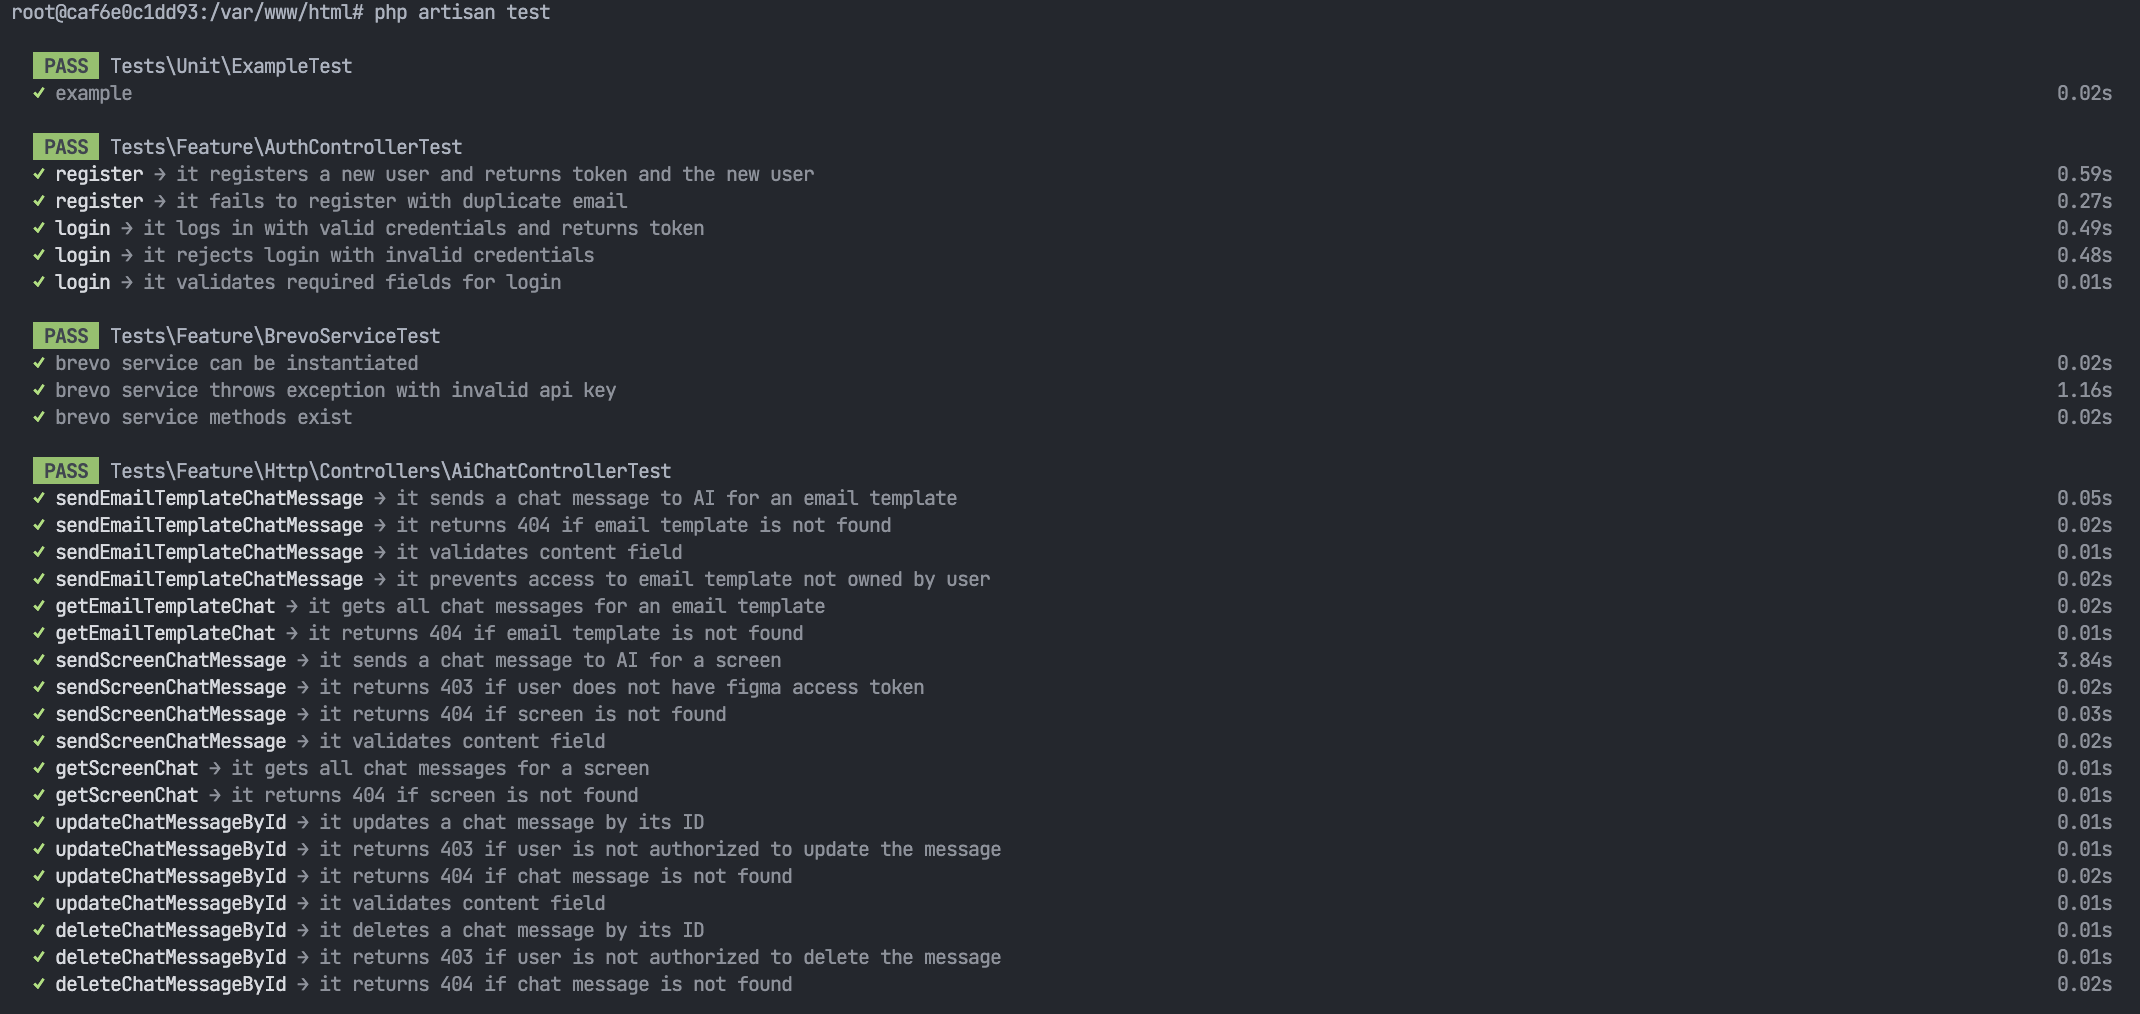 root@caf6e0c1dd93:/var/www/html# php artisan test
PASS Tests\Unit\ExampleTest
✓ example 0.02s
PASS Tests\Feature\AuthControllerTest
✓ register → it registers a new user and returns token and the new user 0.59s
✓ register → it fails to register with duplicate email 0.27s
✓ login → it logs in with valid credentials and returns token 0.49s
✓ login → it rejects login with invalid credentials 0.48s
✓ login → it validates required fields for login 0.01s
PASS Tests\Feature\BrevoServiceTest
✓ brevo service can be instantiated 0.02s
✓ brevo service throws exception with invalid api key 1.16s
✓ brevo service methods exist 0.02s
PASS Tests\Feature\Http\Controllers\AiChatControllerTest
✓ sendEmailTemplateChatMessage → it sends a chat message to AI for an email template 0.05s
✓ sendEmailTemplateChatMessage → it returns 404 if email template is not found 0.02s
✓ sendEmailTemplateChatMessage → it validates content field 0.01s
✓ sendEmailTemplateChatMessage → it prevents access to email template not owned by user 0.02s
✓ getEmailTemplateChat → it gets all chat messages for an email template 0.02s
✓ getEmailTemplateChat → it returns 404 if email template is not found 0.01s
✓ sendScreenChatMessage → it sends a chat message to AI for a screen 3.84s
✓ sendScreenChatMessage → it returns 403 if user does not have figma access token 0.02s
✓ sendScreenChatMessage → it returns 404 if screen is not found 0.03s
✓ sendScreenChatMessage → it validates content field 0.02s
✓ getScreenChat → it gets all chat messages for a screen 0.01s
✓ getScreenChat → it returns 404 if screen is not found 0.01s
✓ updateChatMessageById → it updates a chat message by its ID 0.01s
✓ updateChatMessageById → it returns 403 if user is not authorized to update the message 0.01s
✓ updateChatMessageById → it returns 404 if chat message is not found 0.02s
✓ updateChatMessageById → it validates content field 0.01s
✓ deleteChatMessageById → it deletes a chat message by its ID 0.01s
✓ deleteChatMessageById → it returns 403 if user is not authorized to delete the message 0.01s
✓ deleteChatMessageById → it returns 404 if chat message is not found 0.02s